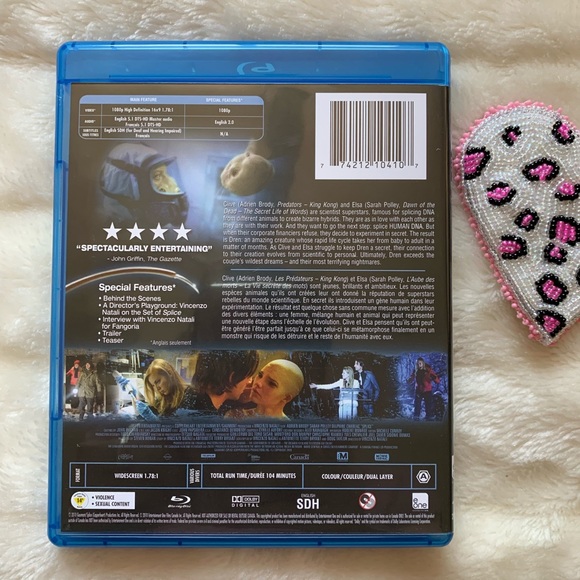 MAIN FEATURE
SPECIAL FEATURES*
VIDEO
1080p High Definition 16x9 1.78:1
1080p
AUDIO
English 5.1 DTS-HD Master audio
Français 5.1 DTS-HD
English 2.0
SUBTITLES
English SDH (for Deaf and Hearing Impaired)
Français
N/A
7 74212 10410 7
★★★★
"SPECTACULARLY ENTERTAINING"
– John Griffin, The Gazette
Special Features*
• Behind the Scenes
• A Director's Playground: Vincenzo
Natali on the Set of Splice
• Interview with Vincenzo Natali
for Fangoria
• Trailer
• Teaser
* Anglais seulement
Clive (Adrien Brody, Predators – King Kong) and Elsa (Sarah Polley, Dawn of the
Dead – The Secret Life of Words) are scientist superstars, famous for splicing DNA
from different animals to create bizarre hybrids. They are as in love with each other as
they are with their work. And they want to go the next step: splice HUMAN DNA. But
when their corporate financiers refuse, they decide to experiment in secret. The result
is Dren: an amazing creature whose rapid life cycle takes her from baby to adult in a
matter of months. As Clive and Elsa struggle to keep Dren a secret, their connection
to their creation evolves from scientific to personal. Ultimately, Dren exceeds the
couple's wildest dreams – and their most terrifying nightmares.
Clive (Adrien Brody, Les Prédateurs – King Kong) et Elsa (Sarah Polley, L'Aube des
morts – La Vie secrète des mots) sont jeunes, brillants et ambitieux. Les nouvelles
espèces animales qu'ils ont créées leur ont donné la réputation de superstars
rebelles du monde scientifique. En secret ils introduisent un gène humain dans leur
expérimentation. Le résultat est quelque chose sans commune mesure avec l'addition
des divers éléments : une femme, mélange humain et animal qui peut représenter
une nouvelle étape dans l'échelle de l'évolution. Clive et Elsa pensent qu'ils ont peut-
être généré l'être parfait jusqu'à ce que celui-ci se métamorphose finalement en un
monstre qui risque de les détruire et le reste de l'humanité avec eux.
Canada
FORMAT
WIDESCREEN 1.78:1
VARIOUS
DIVERS
TOTAL RUN TIME/DURÉE 104 MINUTES
COLOUR/COULEUR/DUAL LAYER
14
• VIOLENCE
• SEXUAL CONTENT
Blu-ray Disc
DOLBY
DIGITAL
ENGLISH
SDH
e one